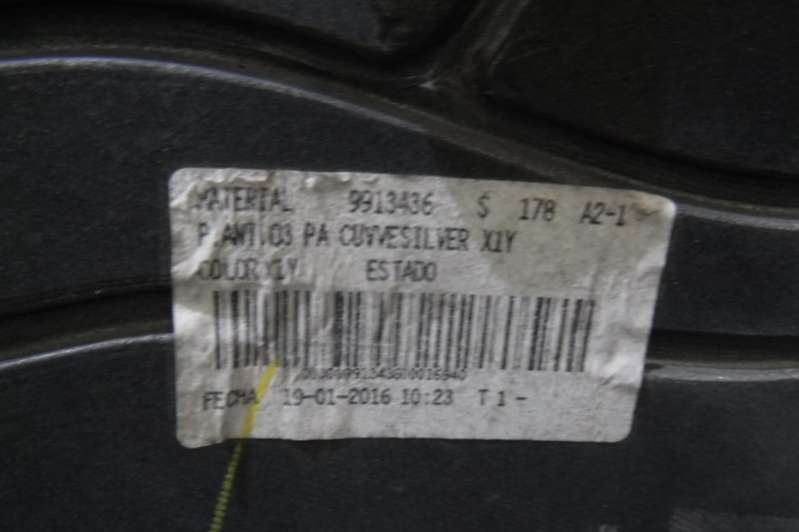 MATERIAL 9913436 $ 178 A2-1
P.ANT.03 PA CUVVESILVER X1Y
COLOR X1Y ESTADO
FECHA 19-01-2016 10:23 T 1 -